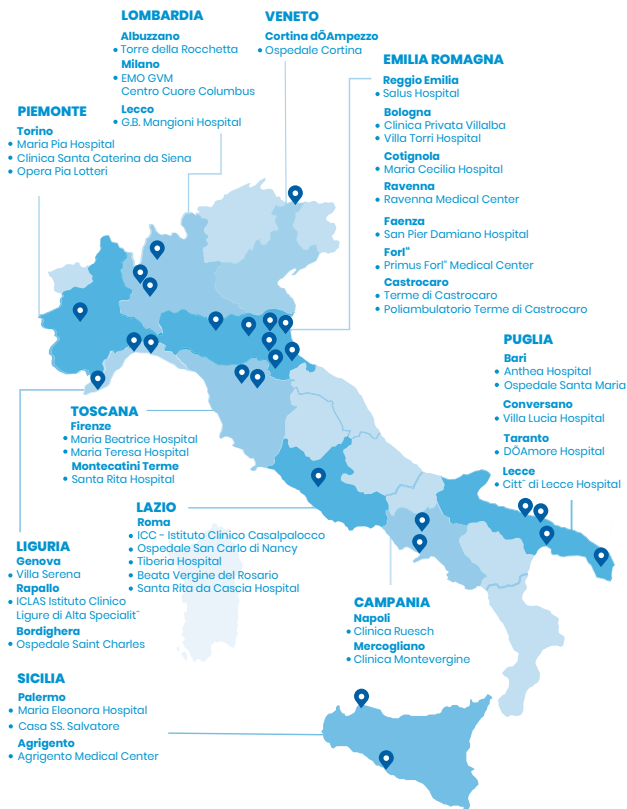 LOMBARDIA
Albuzzano
• Torre della Rocchetta
Milano
• EMO GVM
Centro Cuore Columbus
Lecco
• G.B. Mangioni Hospital
VENETO
Cortina dÕAmpezzo
• Ospedale Cortina
EMILIA ROMAGNA
Reggio Emilia
• Salus Hospital
Bologna
• Clinica Privata Villalba
• Villa Torri Hospital
Cotignola
• Maria Cecilia Hospital
Ravenna
• Ravenna Medical Center
Faenza
• San Pier Damiano Hospital
Forl"
• Primus Forl" Medical Center
Castrocaro
• Terme di Castrocaro
• Poliambulatorio Terme di Castrocaro
PIEMONTE
Torino
• Maria Pia Hospital
• Clinica Santa Caterina da Siena
• Opera Pia Lotteri
PUGLIA
Bari
• Anthea Hospital
• Ospedale Santa Maria
Conversano
• Villa Lucia Hospital
Taranto
• DÕAmore Hospital
Lecce
• Citt˜ di Lecce Hospital
TOSCANA
Firenze
• Maria Beatrice Hospital
• Maria Teresa Hospital
Montecatini Terme
• Santa Rita Hospital
LAZIO
Roma
• ICC - Istituto Clinico Casalpalocco
• Ospedale San Carlo di Nancy
• Tiberia Hospital
• Beata Vergine del Rosario
• Santa Rita da Cascia Hospital
LIGURIA
Genova
• Villa Serena
Rapallo
• ICLAS Istituto Clinico
Ligure di Alta Specialit˜
Bordighera
• Ospedale Saint Charles
CAMPANIA
Napoli
• Clinica Ruesch
Mercogliano
• Clinica Montevergine
SICILIA
Palermo
• Maria Eleonora Hospital
• Casa SS. Salvatore
Agrigento
• Agrigento Medical Center